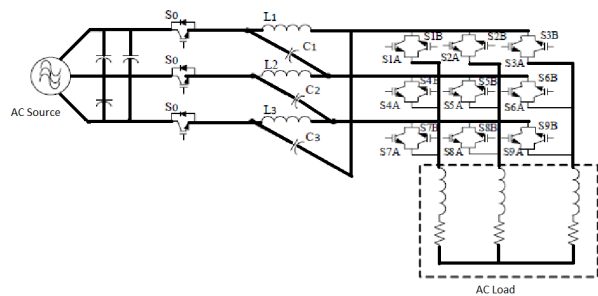 S0
L1
S1B
S2B
S3B
C1
S1A
S2A
S3A
AC Source
S0
L2
S4B
S5B
S6B
C2
S4A
S5A
S6A
S0
L3
S7B
S8B
S9B
C3
S7A
S8A
S9A
AC Load